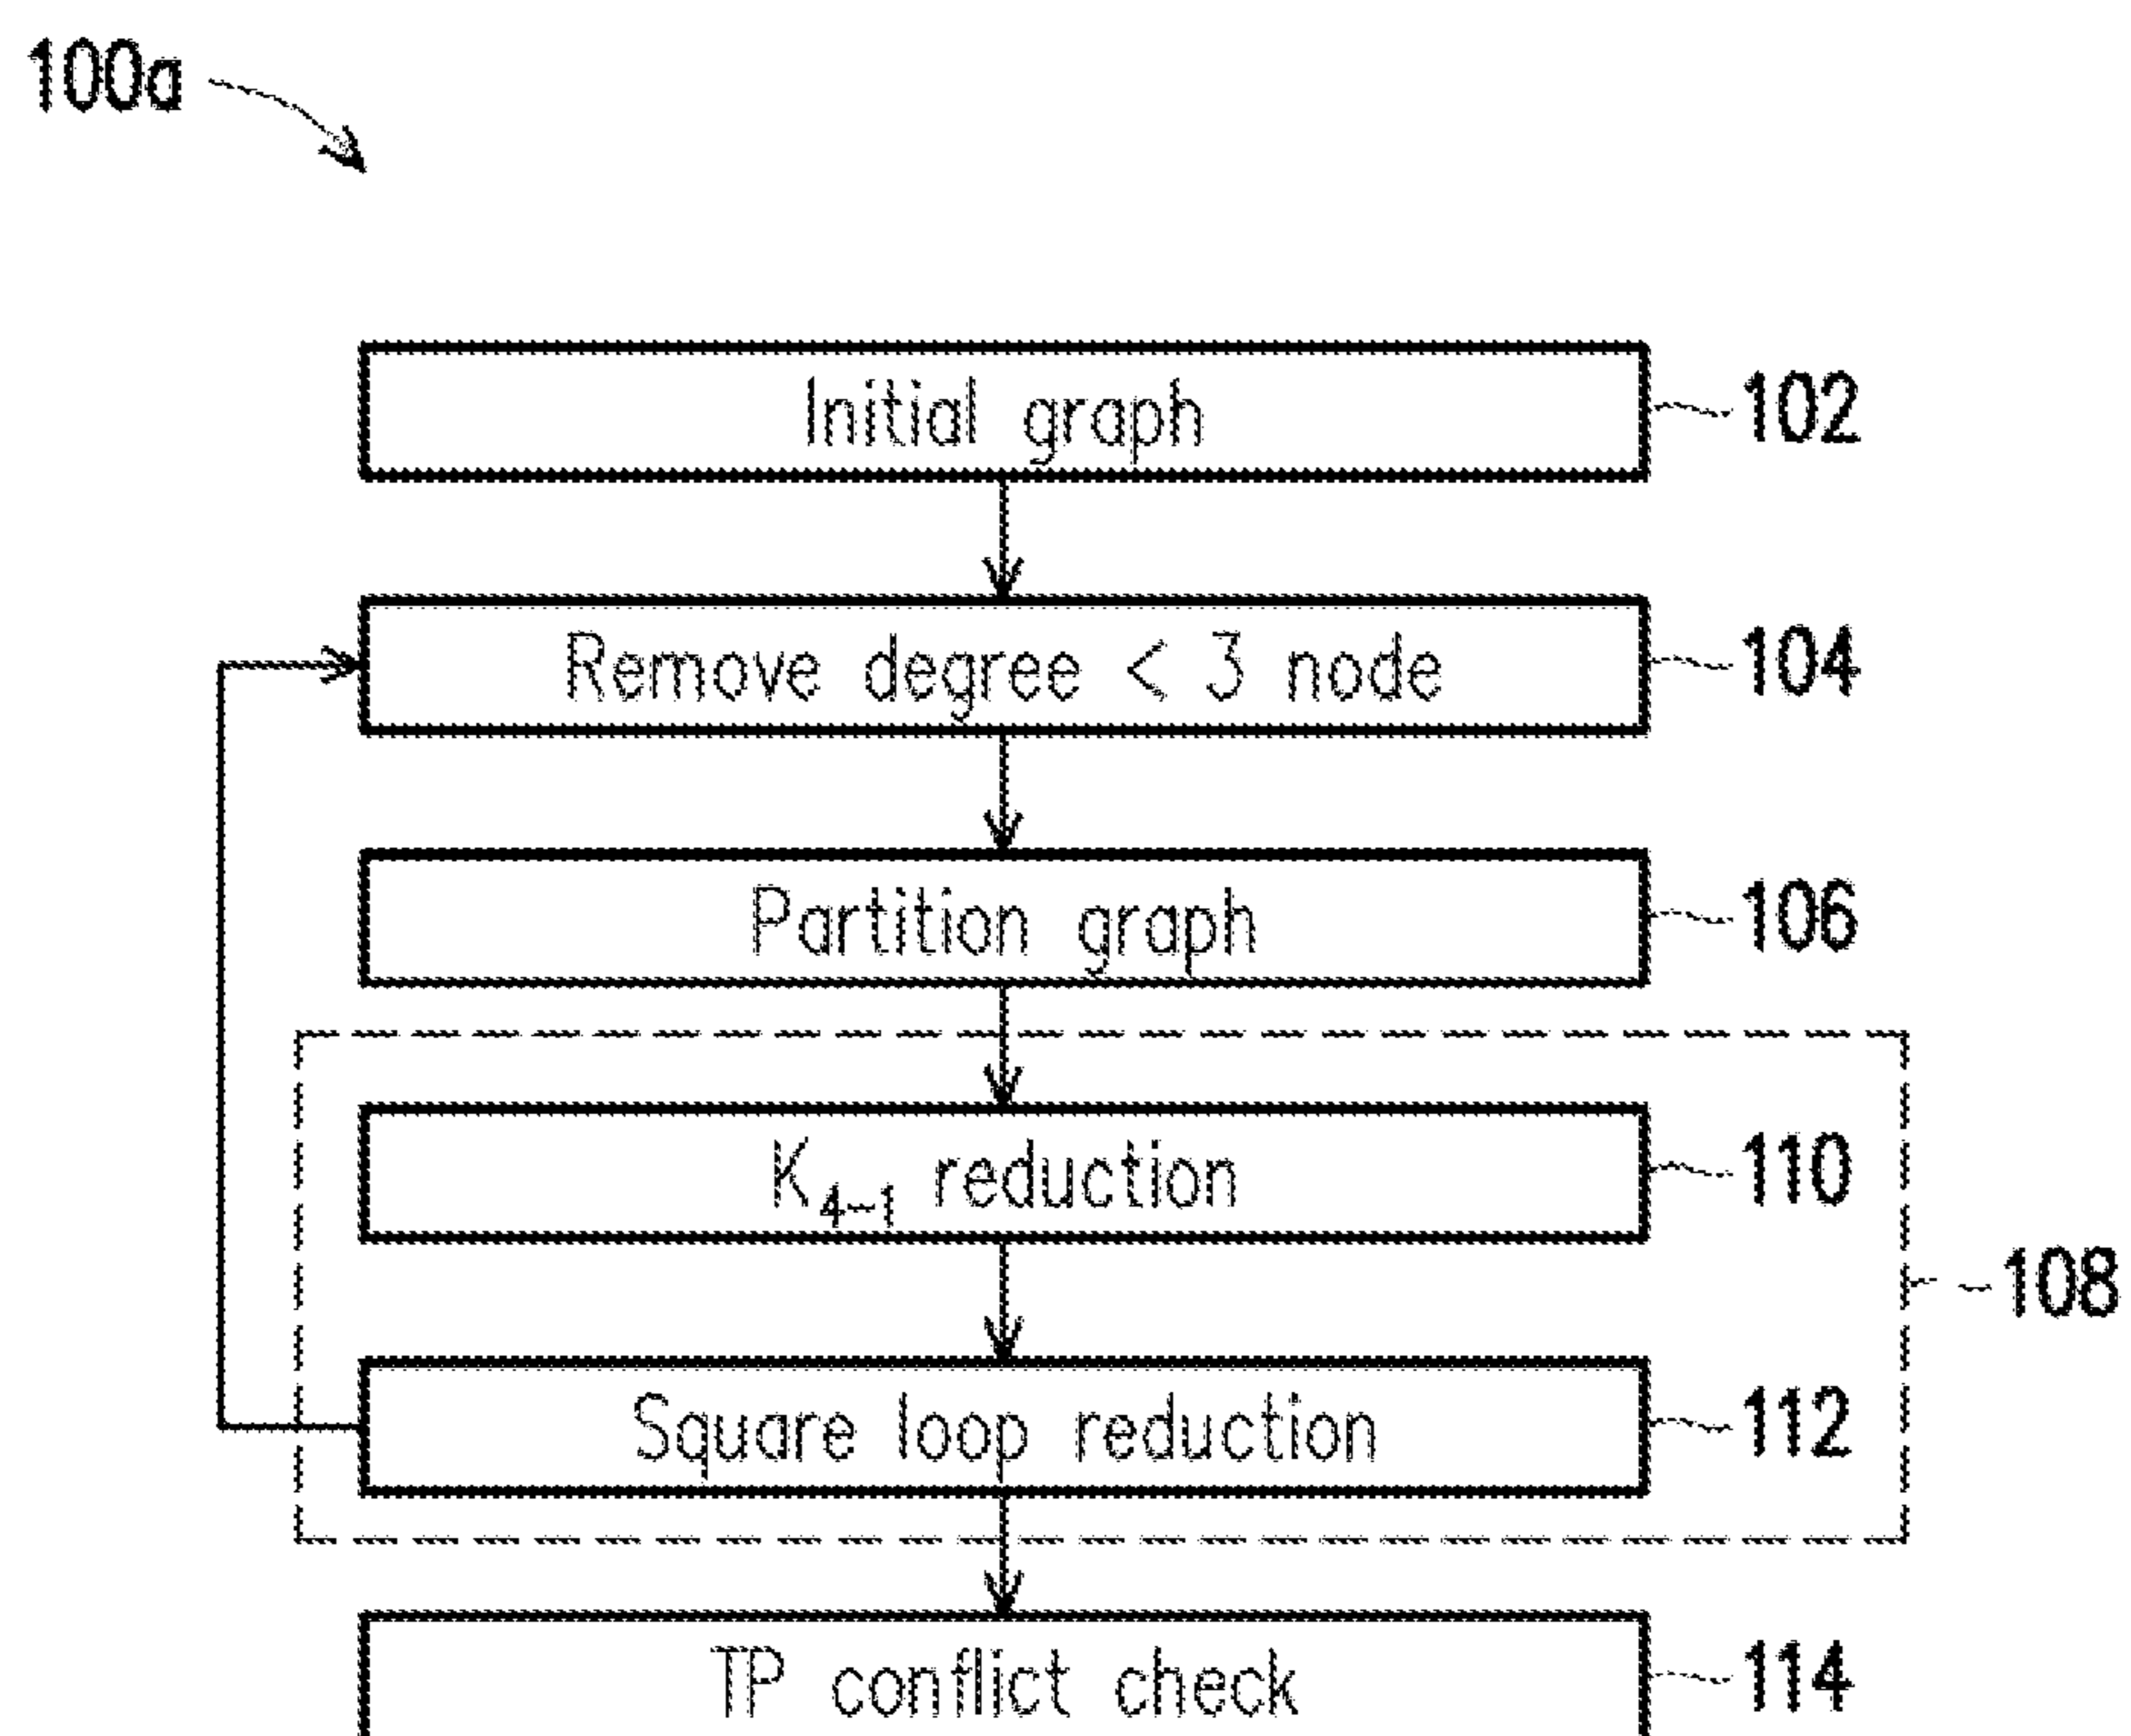 100a
Initial graph 102
Remove degree < 3 node 104
Partition graph 106
K4-1 reduction 110
108
Square loop reduction 112
TP conflict check 114